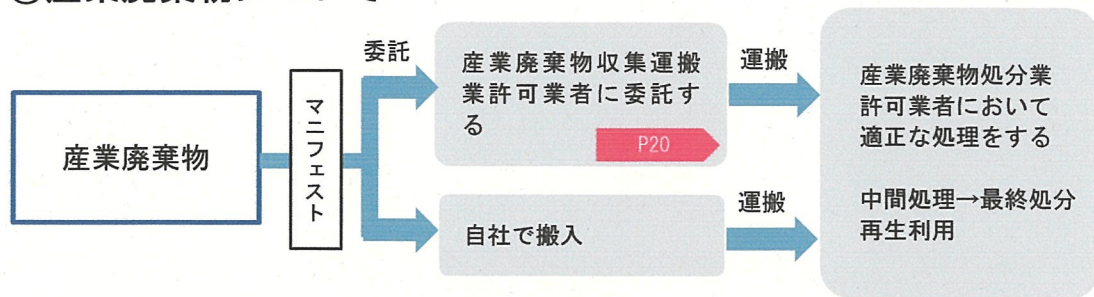 委託
産業廃棄物収集運搬
業許可業者に委託す
る
P20
運搬
産業廃棄物
マニフェスト
産業廃棄物処分業
許可業者において
適正な処理をする
中間処理→最終処分
再生利用
自社で搬入
運搬